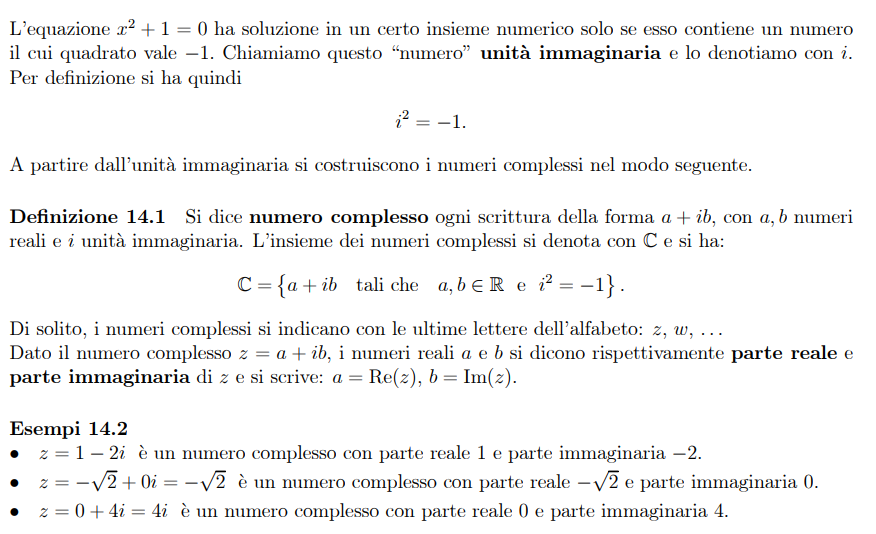 L'equazione x² + 1 = 0 ha soluzione in un certo insieme numerico solo se esso contiene un numero
il cui quadrato vale −1. Chiamiamo questo “numero” unità immaginaria e lo denotiamo con i.
Per definizione si ha quindi
i² = −1.
A partire dall'unità immaginaria si costruiscono i numeri complessi nel modo seguente.
Definizione 14.1 Si dice numero complesso ogni scrittura della forma a + ib, con a, b numeri
reali e i unità immaginaria. L'insieme dei numeri complessi si denota con ℂ e si ha:
ℂ = {a + ib tali che a, b ∈ ℝ e i² = −1} .
Di solito, i numeri complessi si indicano con le ultime lettere dell'alfabeto: z, w, …
Dato il numero complesso z = a + ib, i numeri reali a e b si dicono rispettivamente parte reale e
parte immaginaria di z e si scrive: a = Re(z), b = Im(z).
Esempi 14.2
• z = 1 − 2i è un numero complesso con parte reale 1 e parte immaginaria −2.
• z = −√2 + 0i = −√2 è un numero complesso con parte reale −√2 e parte immaginaria 0.
• z = 0 + 4i = 4i è un numero complesso con parte reale 0 e parte immaginaria 4.